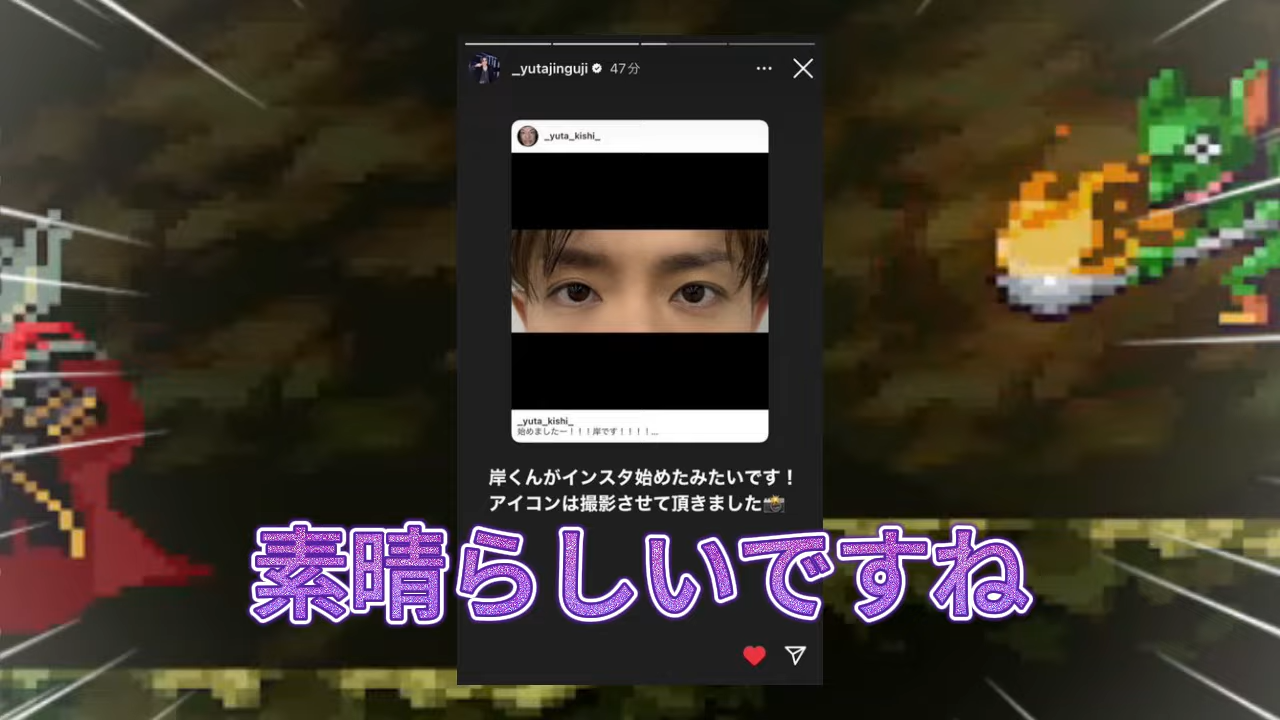 _yutajinguji 47分
_yuta_kishi_
_yuta_kishi_
始めましたー！！！岸です！！！！...
岸くんがインスタ始めたみたいです！
アイコンは撮影させて頂きました📸
素晴らしいですね